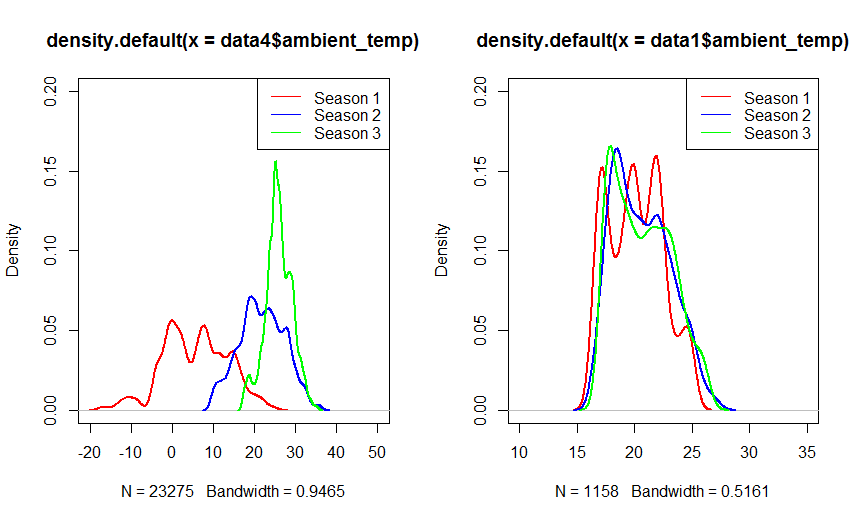 density.default(x = data4$ambient_temp)
Density
0.00 0.05 0.10 0.15 0.20
Season 1
Season 2
Season 3
-20 -10 0 10 20 30 40 50
N = 23275 Bandwidth = 0.9465
density.default(x = data1$ambient_temp)
Density
0.00 0.05 0.10 0.15 0.20
Season 1
Season 2
Season 3
10 15 20 25 30 35
N = 1158 Bandwidth = 0.5161